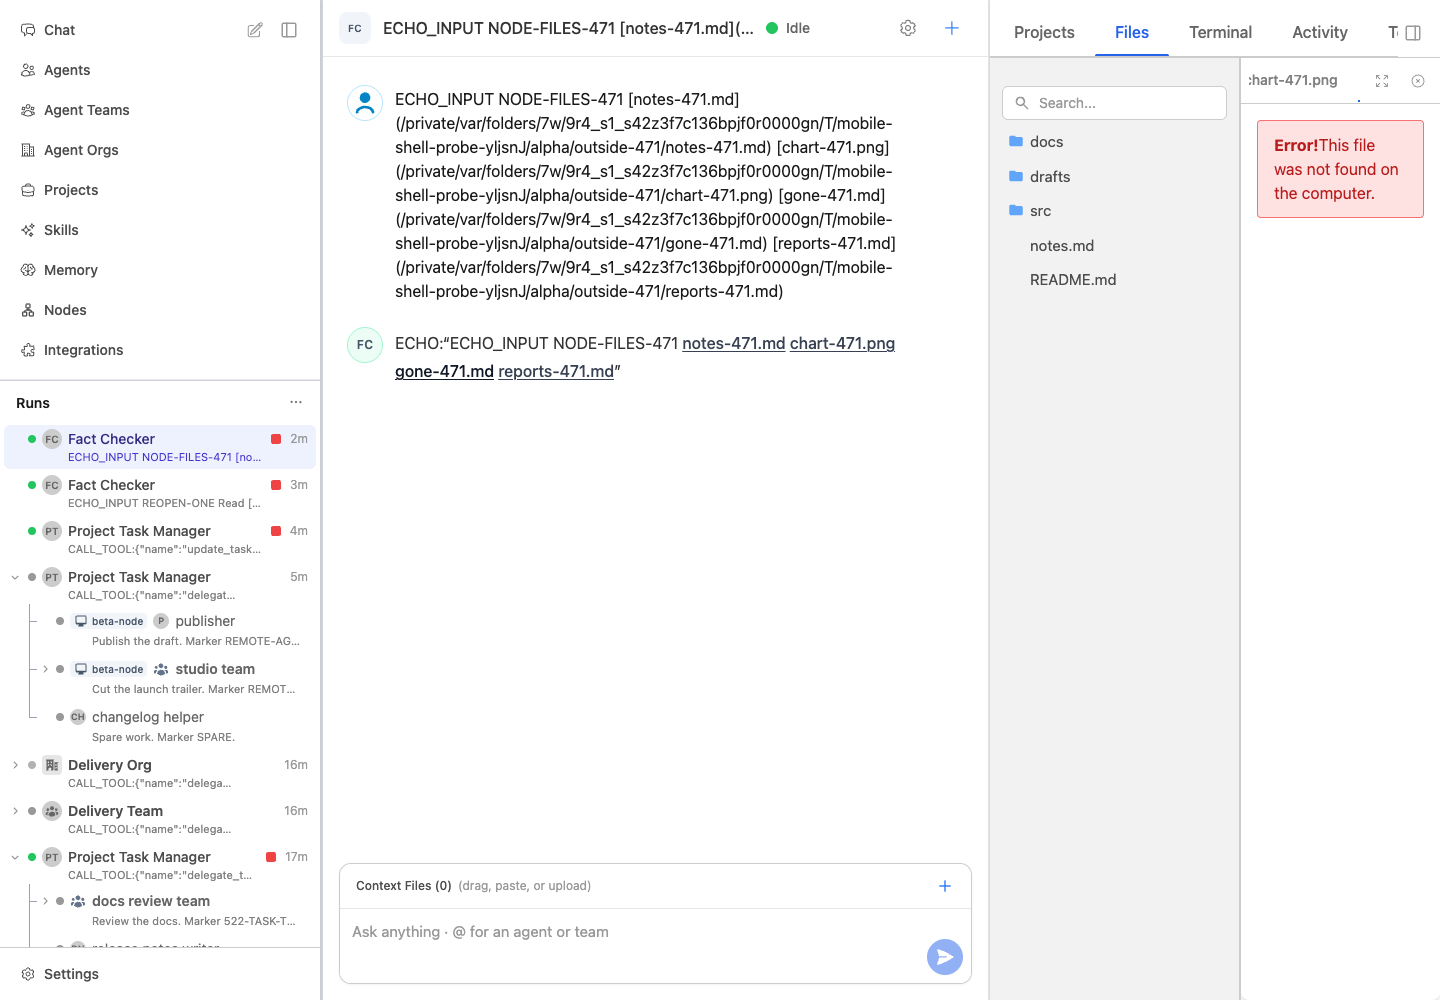 Chat
Agents
Agent Teams
Agent Orgs
Projects
Skills
Memory
Nodes
Integrations
Runs
FC Fact Checker 2m
ECHO_INPUT NODE-FILES-471 [no...
FC Fact Checker 3m
ECHO_INPUT REOPEN-ONE Read [...
PT Project Task Manager 4m
CALL_TOOL:{"name":"update_task...
PT Project Task Manager 5m
CALL_TOOL:{"name":"delegat...
beta-node P publisher
Publish the draft. Marker REMOTE-AG...
beta-node studio team
Cut the launch trailer. Marker REMOT...
CH changelog helper
Spare work. Marker SPARE.
Delivery Org 16m
CALL_TOOL:{"name":"delega...
Delivery Team 16m
CALL_TOOL:{"name":"delega...
PT Project Task Manager 17m
CALL_TOOL:{"name":"delegate_t...
docs review team
Review the docs. Marker 522-TASK-T...
Settings
FC ECHO_INPUT NODE-FILES-471 [notes-471.md](... Idle
ECHO_INPUT NODE-FILES-471 [notes-471.md]
(/private/var/folders/7w/9r4_s1_s42z3f7c136bpjf0r0000gn/T/mobile-
shell-probe-yljsnJ/alpha/outside-471/notes-471.md) [chart-471.png]
(/private/var/folders/7w/9r4_s1_s42z3f7c136bpjf0r0000gn/T/mobile-
shell-probe-yljsnJ/alpha/outside-471/chart-471.png) [gone-471.md]
(/private/var/folders/7w/9r4_s1_s42z3f7c136bpjf0r0000gn/T/mobile-
shell-probe-yljsnJ/alpha/outside-471/gone-471.md) [reports-471.md]
(/private/var/folders/7w/9r4_s1_s42z3f7c136bpjf0r0000gn/T/mobile-
shell-probe-yljsnJ/alpha/outside-471/reports-471.md)
FC ECHO:“ECHO_INPUT NODE-FILES-471 notes-471.md chart-471.png
gone-471.md reports-471.md”
Context Files (0) (drag, paste, or upload)
Ask anything · @ for an agent or team
Projects Files Terminal Activity
Search...
docs
drafts
src
notes.md
README.md
chart-471.png
Error!This file
was not found on
the computer.